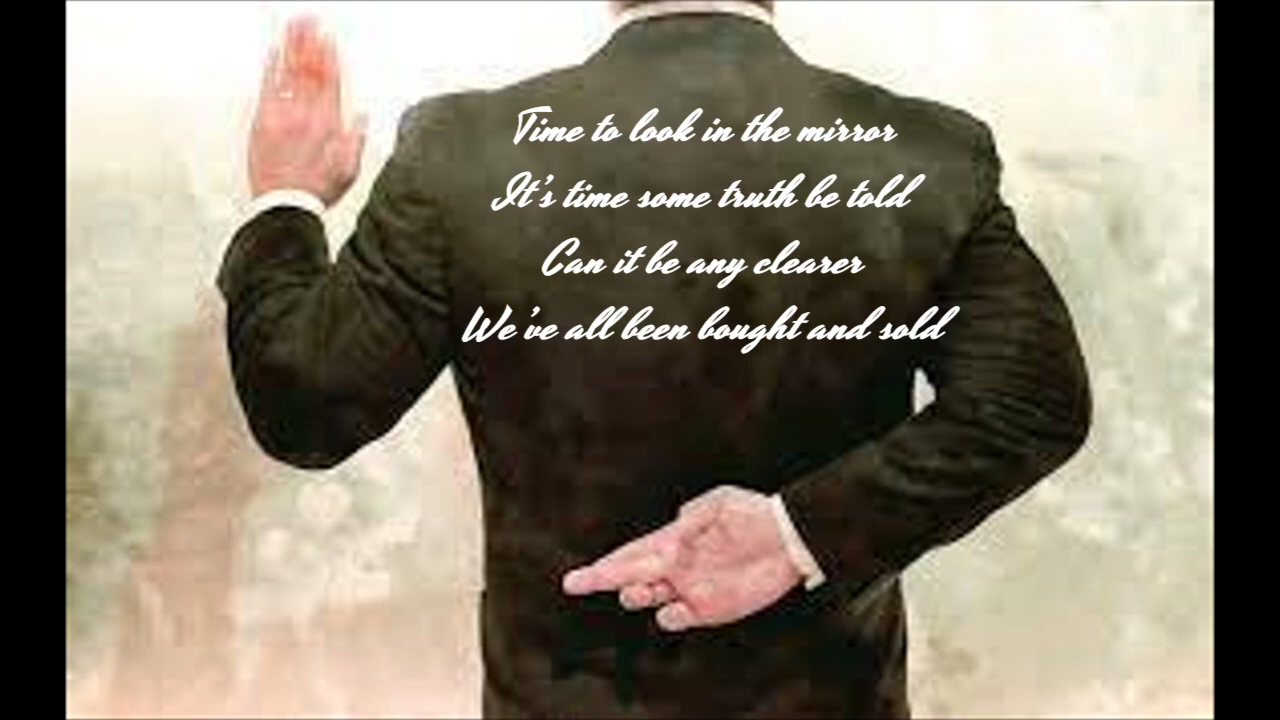 Time to look in the mirror
It's time some truth be told
Can it be any clearer
We've all been bought and sold